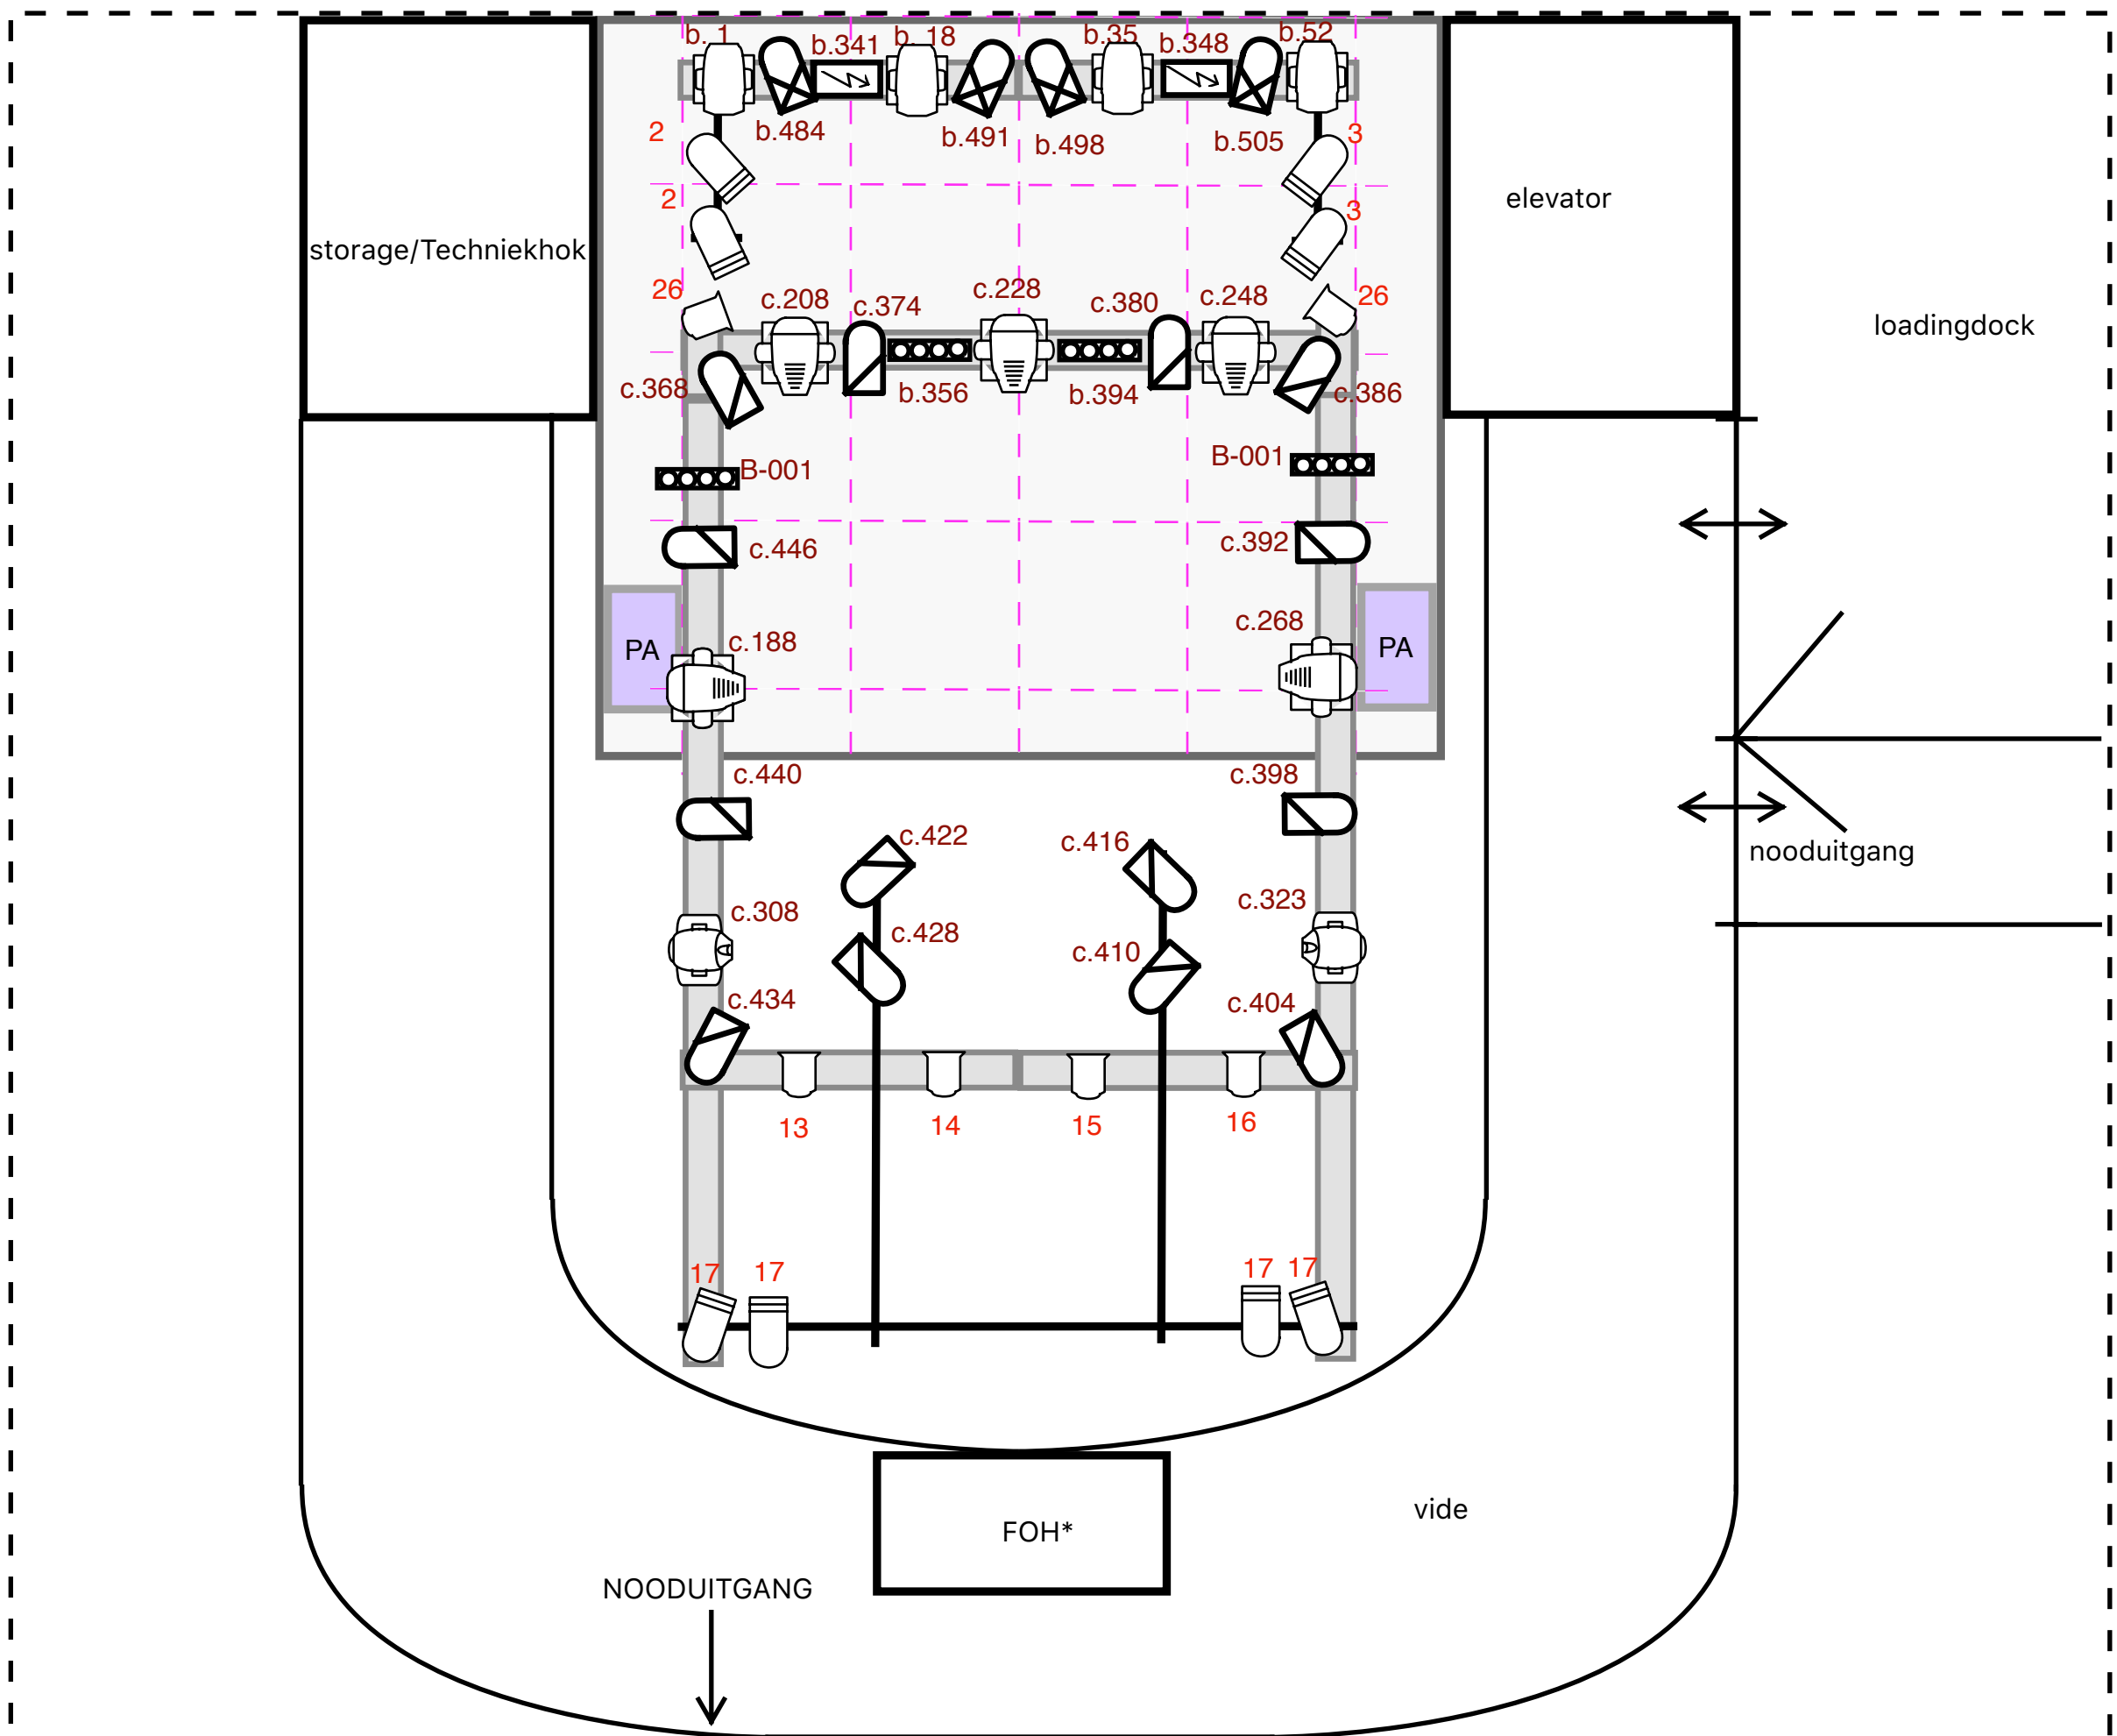 b. 1
b.341
b. 18
b.35
b.348
b.52
2
b.484
b.491
b.498
b.505
3
2
3
elevator
storage/Techniekhok
26
c.208
c.374
c.228
c.380
c.248
26
loadingdock
c.368
b.356
b.394
c.386
B-001
B-001
c.446
c.392
PA
c.188
c.268
PA
c.440
c.398
c.422
c.416
nooduitgang
c.308
c.428
c.410
c.323
c.434
c.404
13
14
15
16
17
17
17
17
FOH*
vide
NOODUITGANG